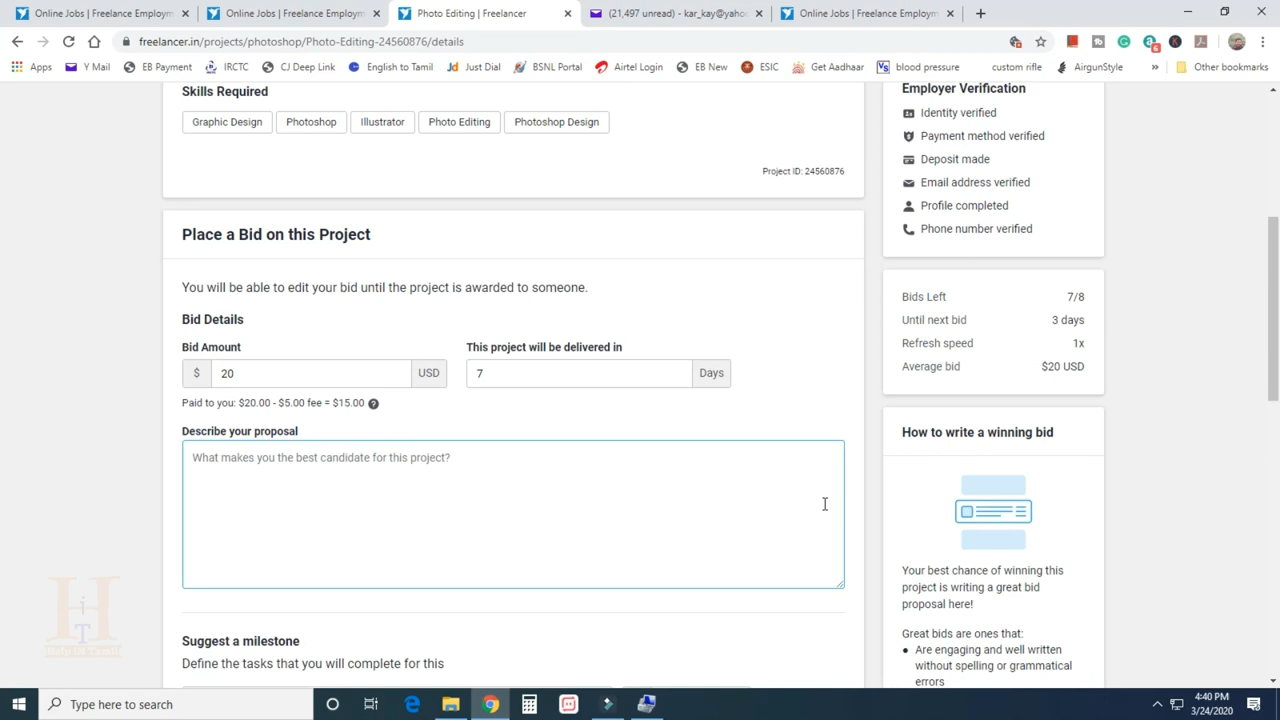 Online Jobs | Freelance Employm
Online Jobs | Freelance Employm
Photo Editing | Freelancer
(21,497 unread) - kar_kay@yahoo
Online Jobs | Freelance Employm
freelancer.in/projects/photoshop/Photo-Editing-24560876/details
Apps
Y Mail
EB Payment
IRCTC
CJ Deep Link
English to Tamil
Just Dial
BSNL Portal
Airtel Login
EB New
ESIC
Get Aadhaar
blood pressure
custom rifle
AirgunStyle
Other bookmarks
Skills Required
Graphic Design
Photoshop
Illustrator
Photo Editing
Photoshop Design
Project ID: 24560876
Place a Bid on this Project
You will be able to edit your bid until the project is awarded to someone.
Bid Details
Bid Amount
This project will be delivered in
$ 20 USD
7 Days
Paid to you: $20.00 - $5.00 fee = $15.00
Describe your proposal
What makes you the best candidate for this project?
Suggest a milestone
Define the tasks that you will complete for this
Employer Verification
Identity verified
Payment method verified
Deposit made
Email address verified
Profile completed
Phone number verified
Bids Left 7/8
Until next bid 3 days
Refresh speed 1x
Average bid $20 USD
How to write a winning bid
Your best chance of winning this
project is writing a great bid
proposal here!
Great bids are ones that:
Are engaging and well written
without spelling or grammatical
errors
H
iT
Type here to search
4:40 PM
3/24/2020